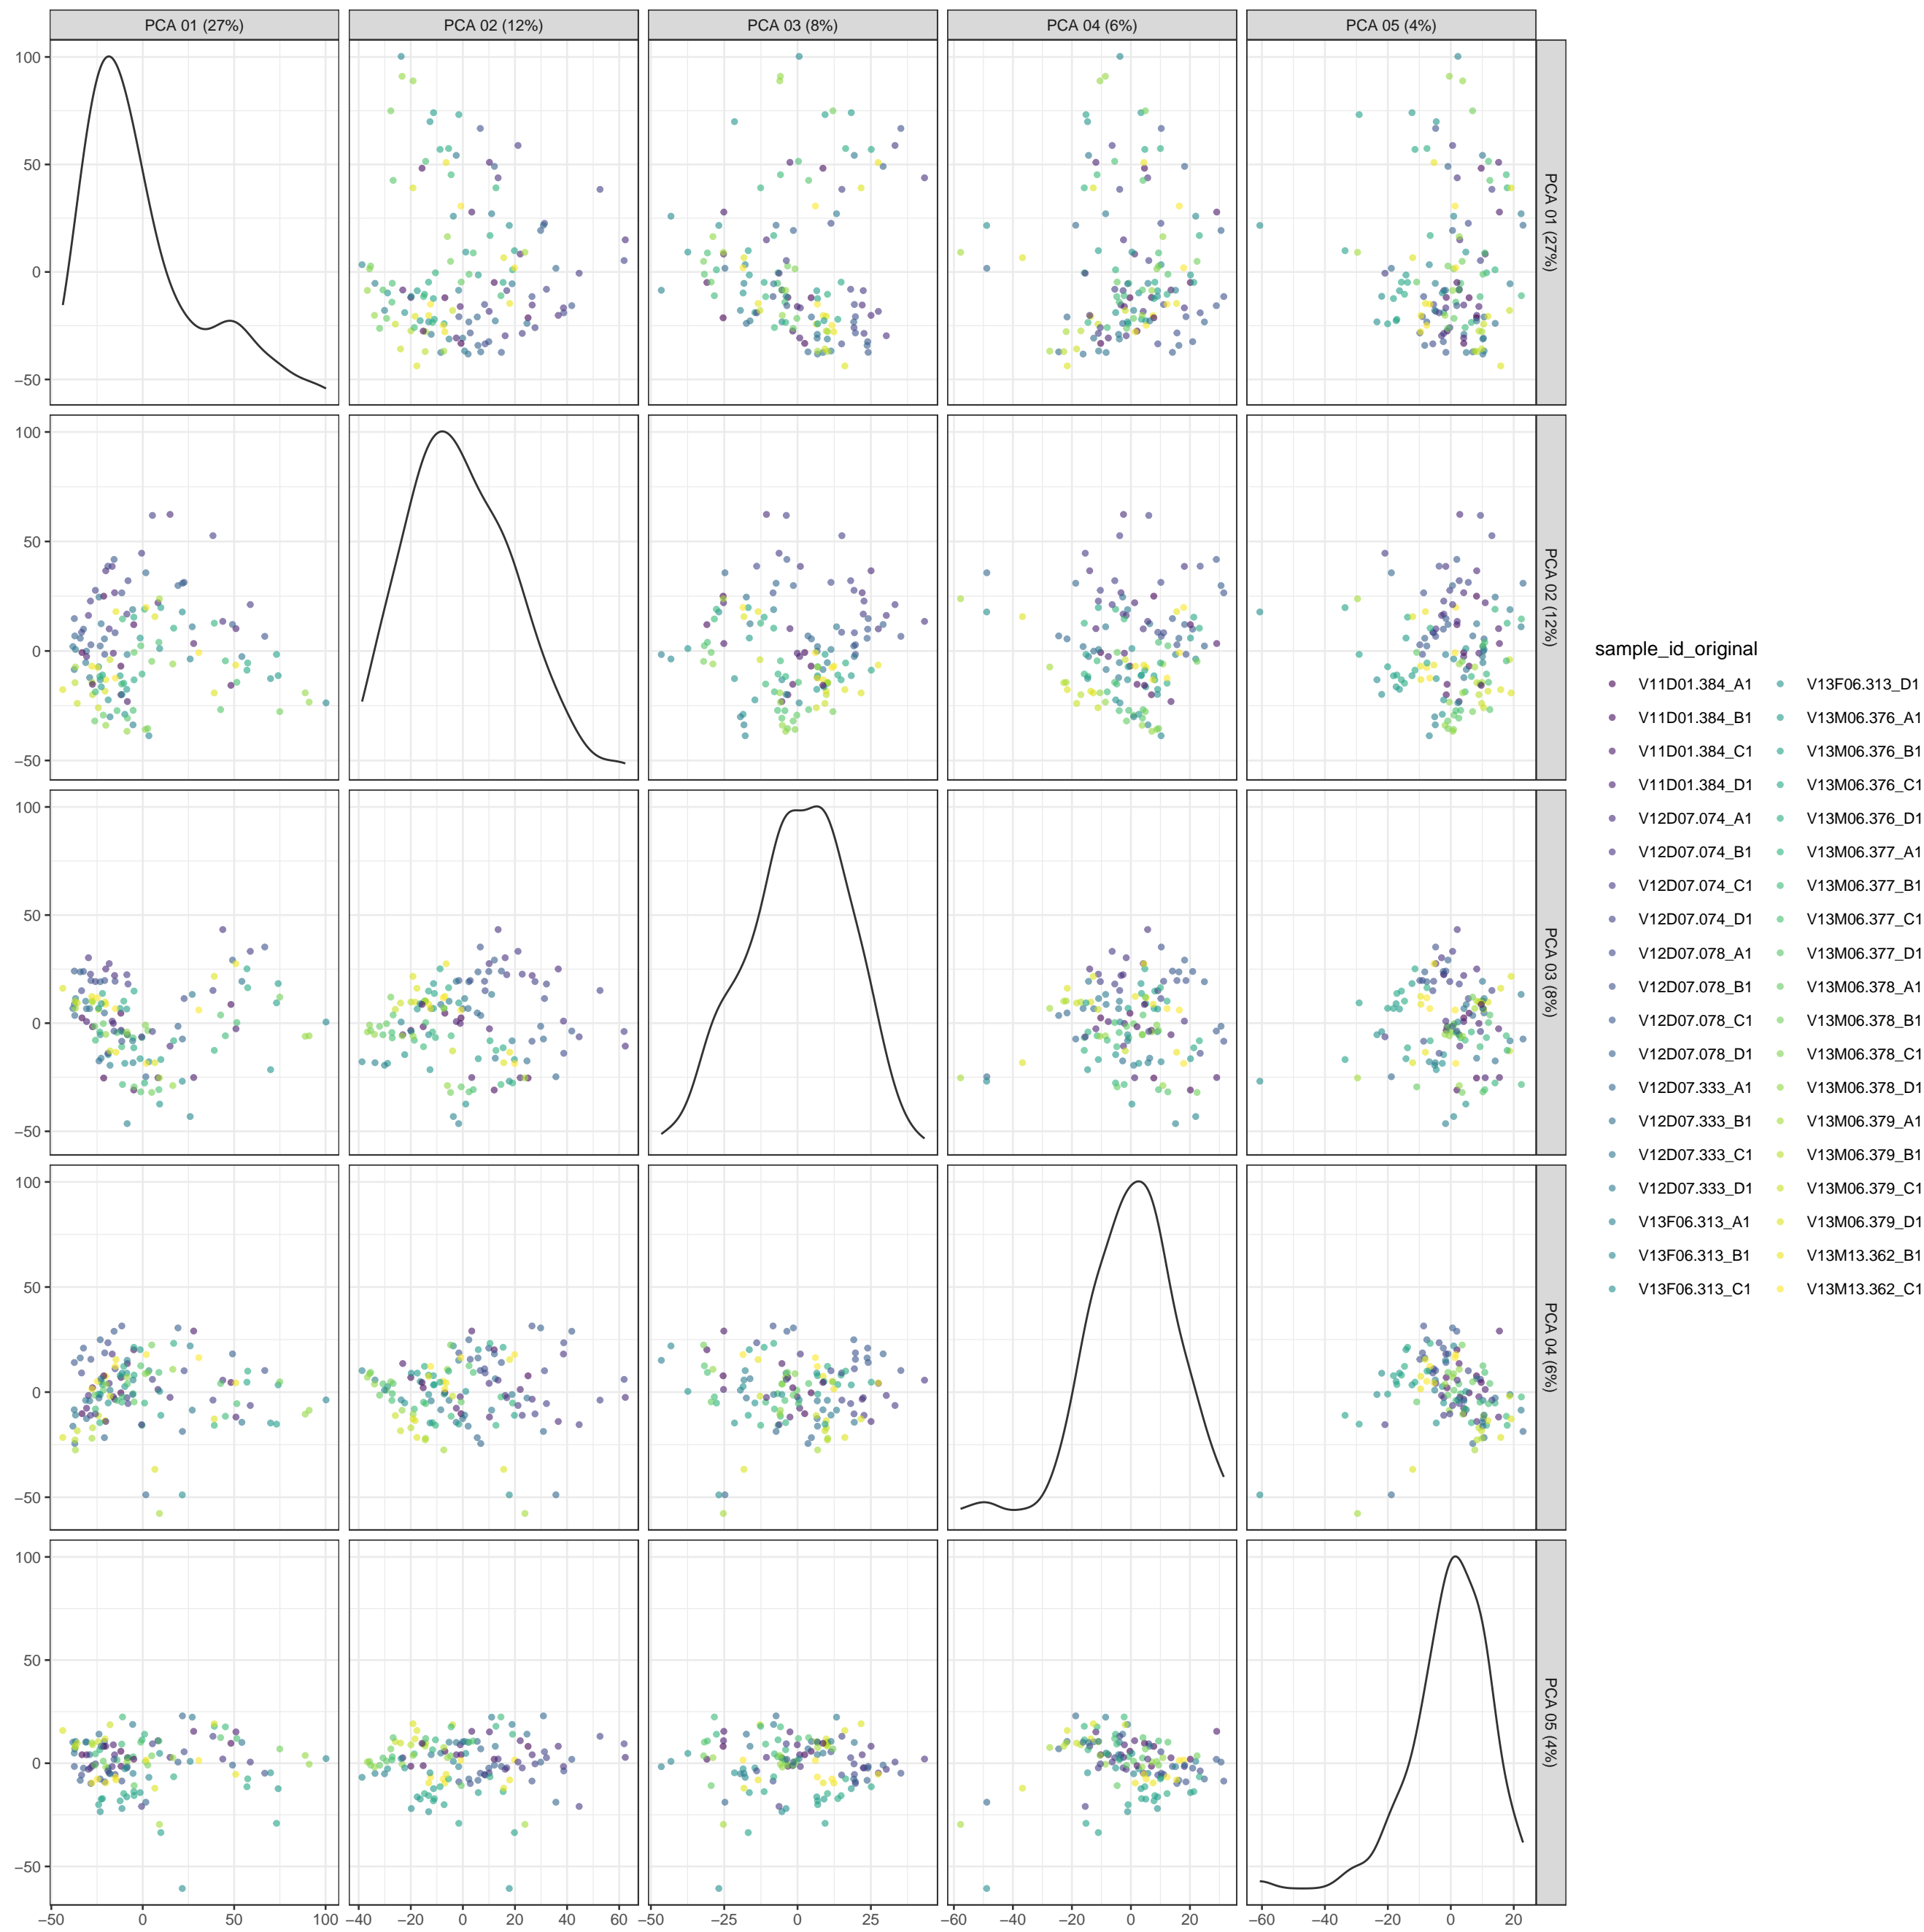 PCA 01 (27%) PCA 02 (12%) PCA 03 (8%) PCA 04 (6%) PCA 05 (4%)
100
50
0
−50
PCA 01 (27%)
100
50
0
−50
PCA 02 (12%)
100
50
0
−50
PCA 03 (8%)
100
50
0
−50
PCA 04 (6%)
100
50
0
−50
PCA 05 (4%)
−50 0 50 100 −40 −20 0 20 40 60 −50 −25 0 25 −60 −40 −20 0 20 −60 −40 −20 0 20
sample_id_original
V11D01.384_A1
V11D01.384_B1
V11D01.384_C1
V11D01.384_D1
V12D07.074_A1
V12D07.074_B1
V12D07.074_C1
V12D07.074_D1
V12D07.078_A1
V12D07.078_B1
V12D07.078_C1
V12D07.078_D1
V12D07.333_A1
V12D07.333_B1
V12D07.333_C1
V12D07.333_D1
V13F06.313_A1
V13F06.313_B1
V13F06.313_C1
V13F06.313_D1
V13M06.376_A1
V13M06.376_B1
V13M06.376_C1
V13M06.376_D1
V13M06.377_A1
V13M06.377_B1
V13M06.377_C1
V13M06.377_D1
V13M06.378_A1
V13M06.378_B1
V13M06.378_C1
V13M06.378_D1
V13M06.379_A1
V13M06.379_B1
V13M06.379_C1
V13M06.379_D1
V13M13.362_B1
V13M13.362_C1